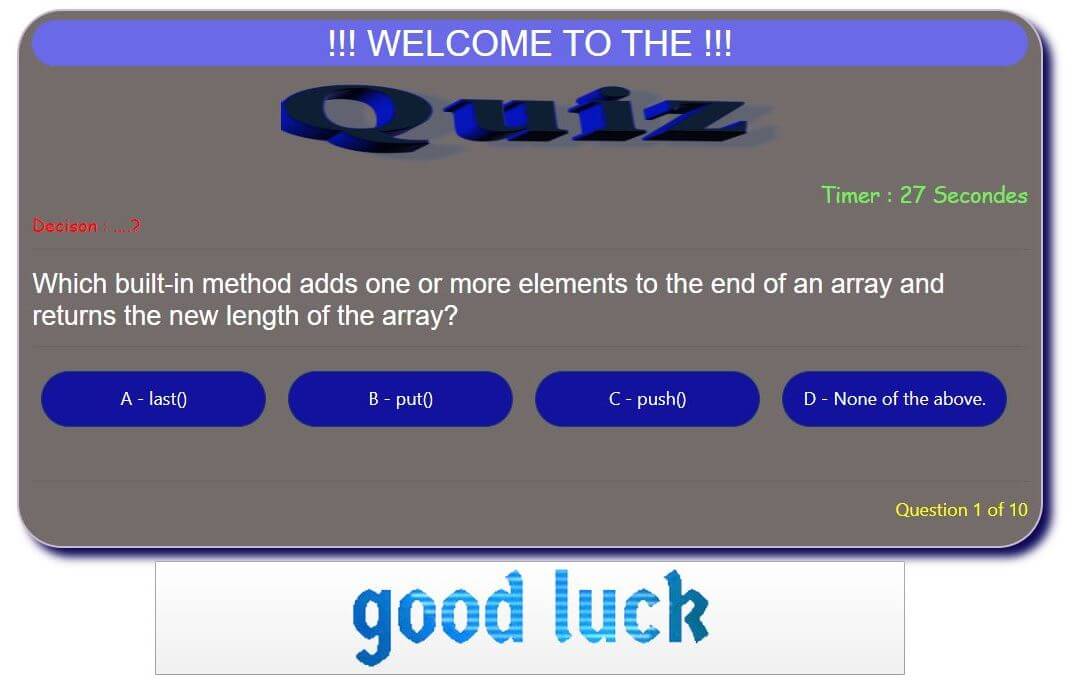 !!! WELCOME TO THE !!!
Quiz
Timer : 27 Secondes
Decison : ....?
Which built-in method adds one or more elements to the end of an array and
returns the new length of the array?
A - last()
B - put()
C - push()
D - None of the above.
Question 1 of 10
good luck